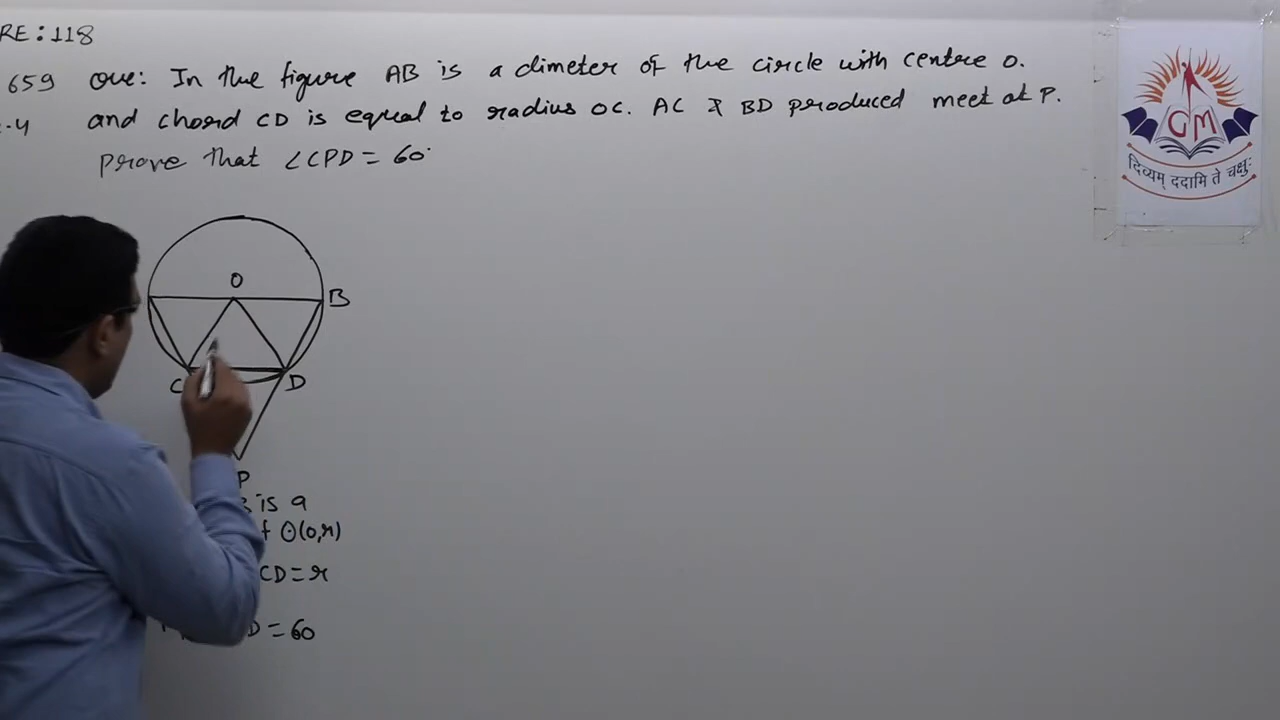 RE: 118
659 Que: In the figure AB is a dimeter of the circle with centre O.
-4 and chord CD is equal to radius OC. AC & BD produced meet at P.
prove that ∠CPD = 60°
GM
दिव्यम् ददामि ते चक्षुः
O
B
C D
P
is a
⊙(O,r)
CD = r
D = 60